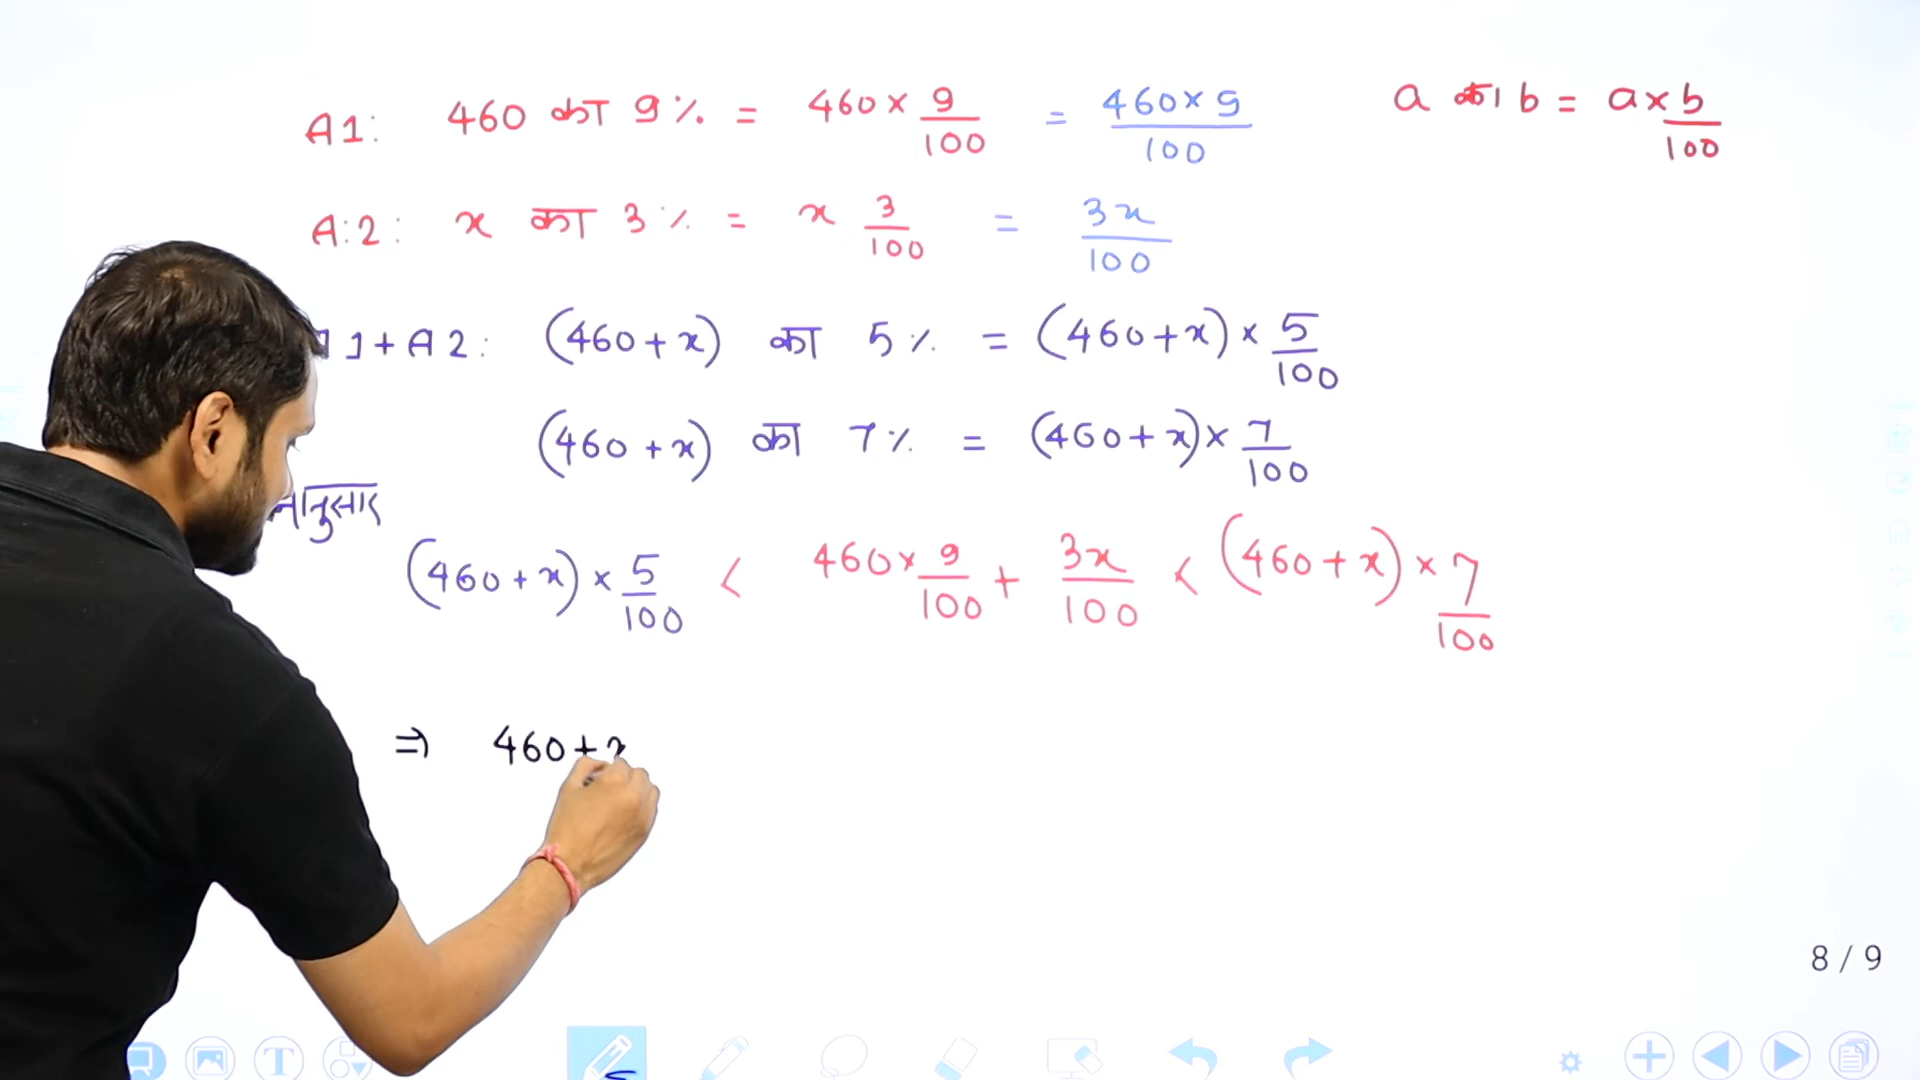 A1: 460 का 9% = 460 × 9/100 = 460×9/100
a का b = a×b/100
A:2: x का 3% = x 3/100 = 3x/100
1+A2: (460+x) का 5% = (460+x) × 5/100
(460+x) का 7% = (460+x) × 7/100
नानुसार
(460+x) × 5/100 < 460 × 9/100 + 3x/100 < (460+x) × 7/100
⇒ 460+x
8 / 9
T